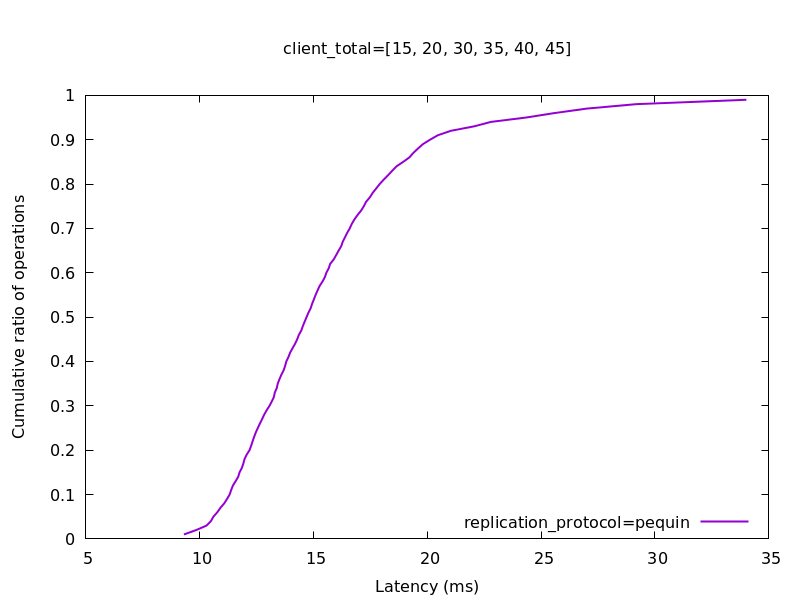 client_total=[15, 20, 30, 35, 40, 45]
1
0.9
0.8
0.7
0.6
0.5
0.4
0.3
0.2
0.1
0
Cumulative ratio of operations
replication_protocol=pequin
5 10 15 20 25 30 35
Latency (ms)